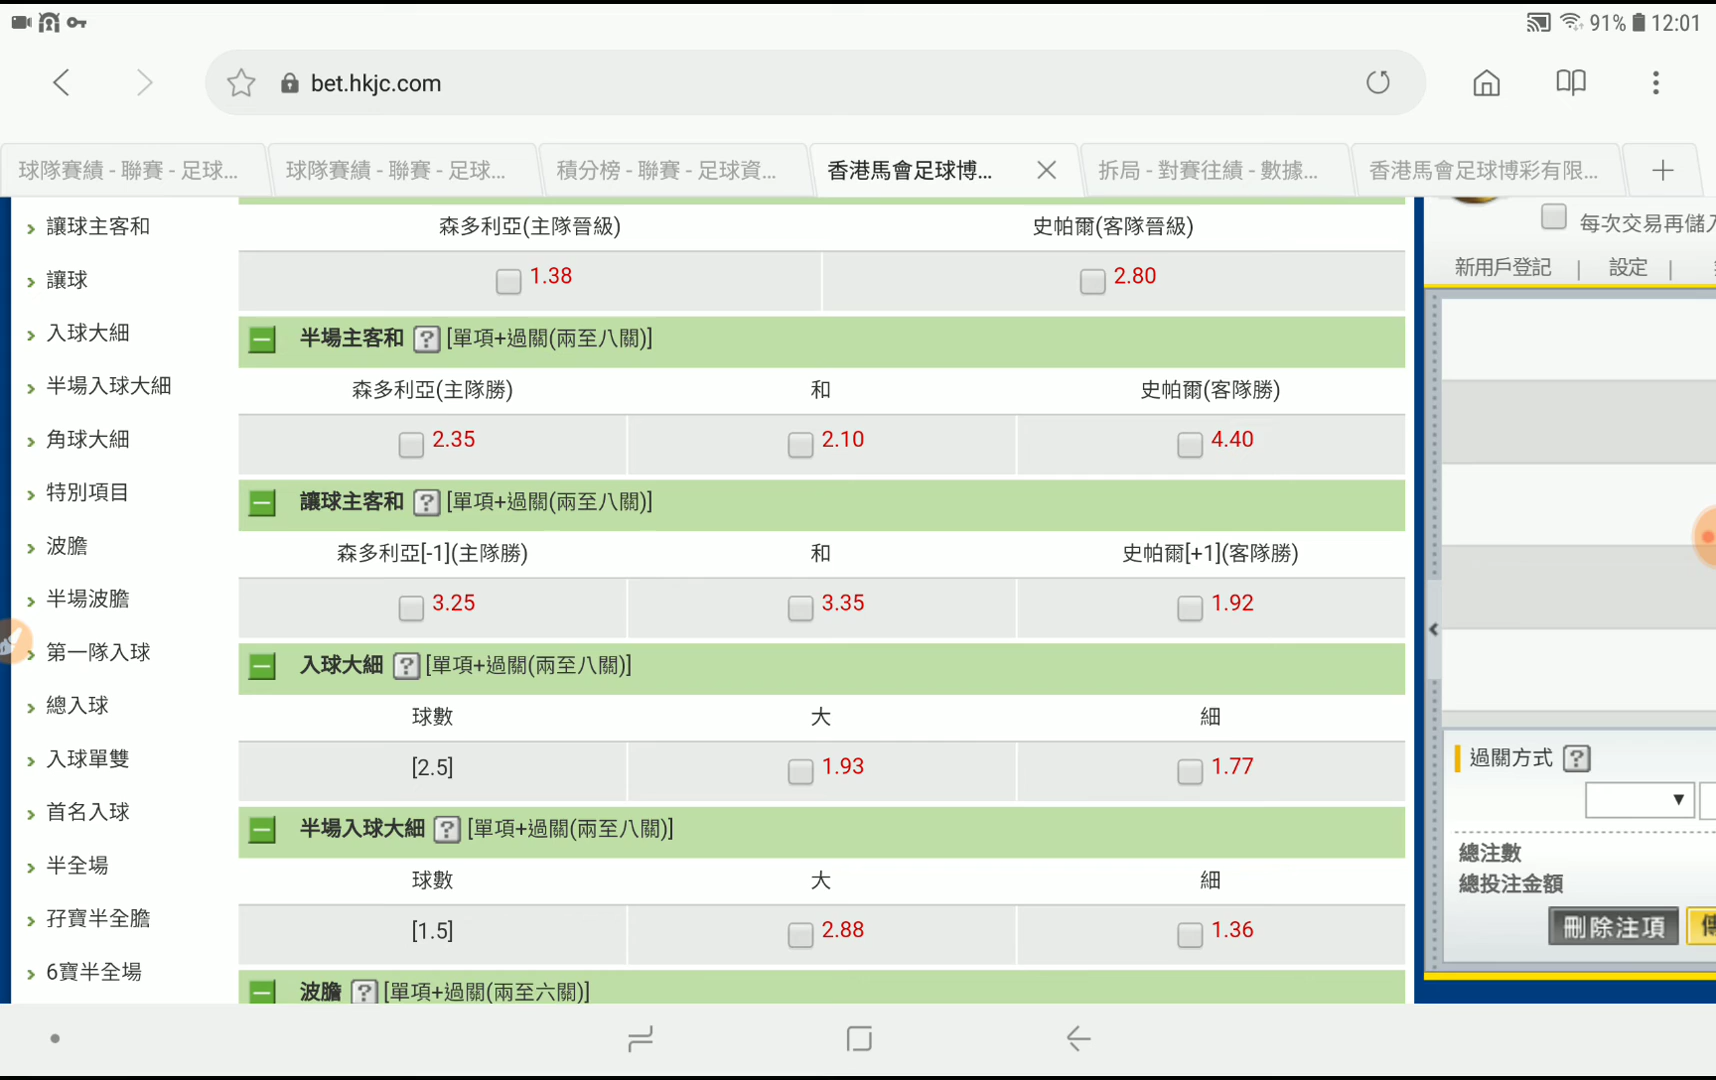 91% 12:01
bet.hkjc.com
球隊賽績 - 聯賽 - 足球...
球隊賽績 - 聯賽 - 足球...
積分榜 - 聯賽 - 足球資...
香港馬會足球博...
拆局 - 對賽往績 - 數據...
香港馬會足球博彩有限...
讓球主客和
讓球
入球大細
半場入球大細
角球大細
特別項目
波膽
半場波膽
第一隊入球
總入球
入球單雙
首名入球
半全場
孖寶半全膽
6寶半全場
森多利亞(主隊晉級) 史帕爾(客隊晉級)
1.38 2.80
半場主客和 ? [單項+過關(兩至八關)]
森多利亞(主隊勝) 和 史帕爾(客隊勝)
2.35 2.10 4.40
讓球主客和 ? [單項+過關(兩至八關)]
森多利亞[-1](主隊勝) 和 史帕爾[+1](客隊勝)
3.25 3.35 1.92
入球大細 ? [單項+過關(兩至八關)]
球數 大 細
[2.5] 1.93 1.77
半場入球大細 ? [單項+過關(兩至八關)]
球數 大 細
[1.5] 2.88 1.36
波膽 ? [單項+過關(兩至六關)]
每次交易再儲
新用戶登記 | 設定 |
過關方式 ?
總注數
總投注金額
刪除注項